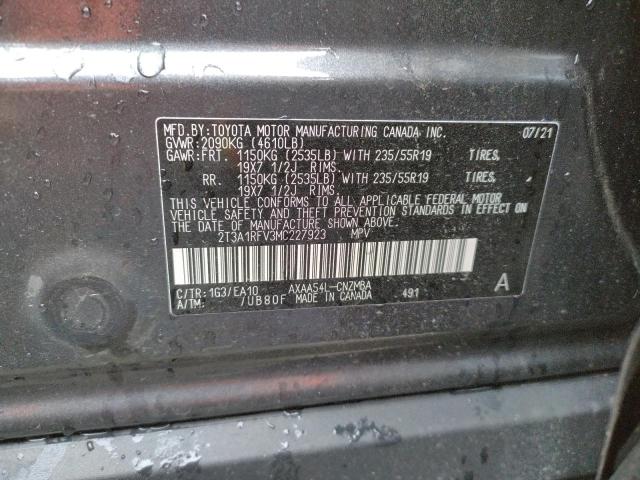 MFD.BY:TOYOTA MOTOR MANUFACTURING CANADA INC. 07/21
GVWR:2090KG (4610LB)
GAWR:FRT. 1150KG (2535LB) WITH 235/55R19 TIRES,
19X7 1/2J RIMS
RR. 1150KG (2535LB) WITH 235/55R19 TIRES,
19X7 1/2J RIMS
THIS VEHICLE CONFORMS TO ALL APPLICABLE FEDERAL MOTOR
VEHICLE SAFETY AND THEFT PREVENTION STANDARDS IN EFFECT ON
THE DATE OF MANUFACTURE SHOWN ABOVE.
2T3A1RFV3MC227923 MPV
C/TR:1G3/EA10 AXAA54L-CNZMBA A
A/TM: /UB80F MADE IN CANADA 491